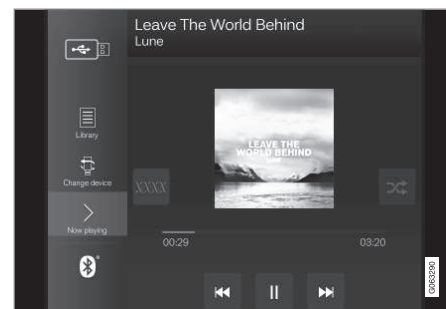 Leave The World Behind
Lune
Library
Change device
Now playing
LEAVE THE
WORLD BEHIND
XXXX
00:29
03:20
G063290